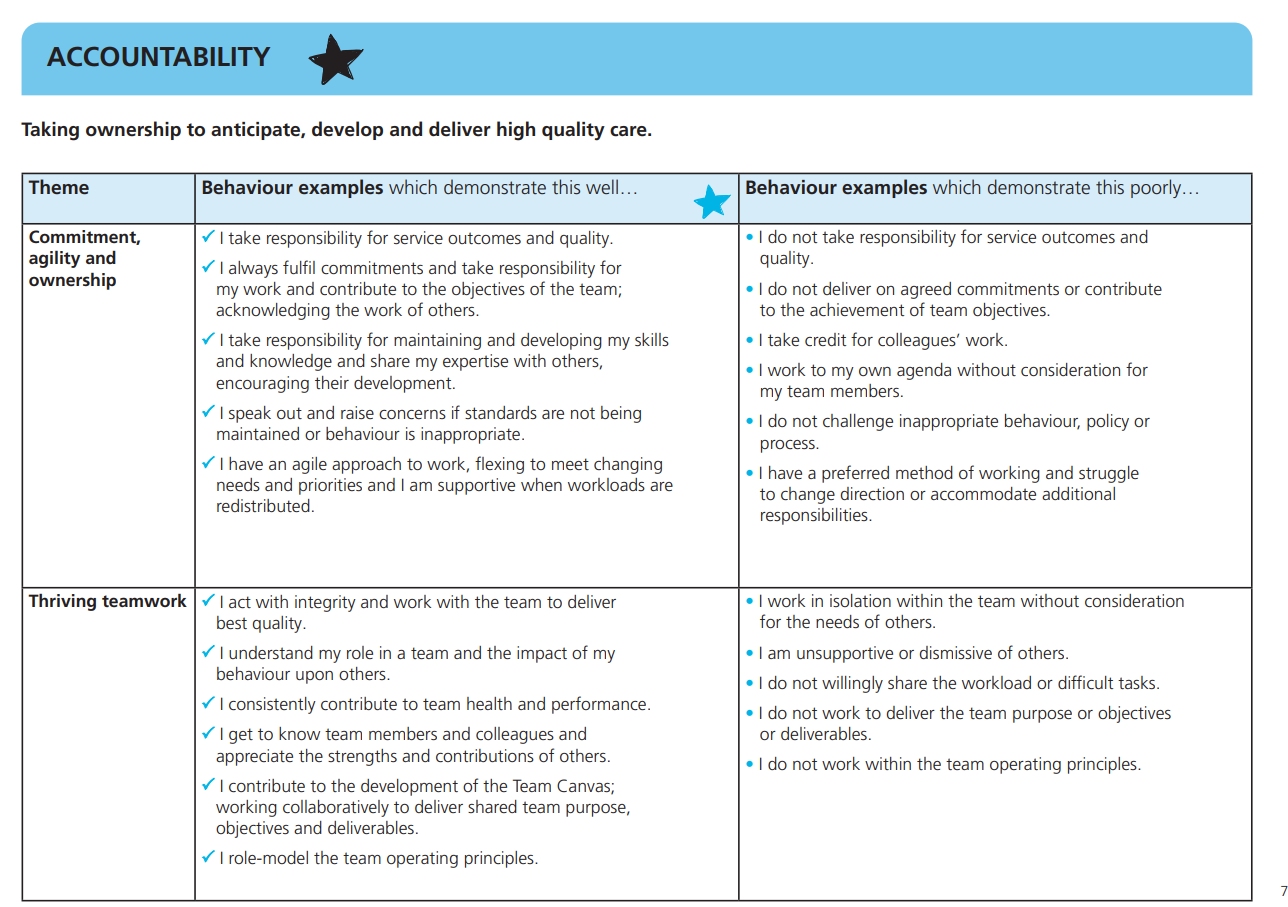 ACCOUNTABILITY
Taking ownership to anticipate, develop and deliver high quality care.
Theme
Behaviour examples which demonstrate this well…
Behaviour examples which demonstrate this poorly…
Commitment,
agility and
ownership
✓ I take responsibility for service outcomes and quality.
✓ I always fulfil commitments and take responsibility for
my work and contribute to the objectives of the team;
acknowledging the work of others.
✓ I take responsibility for maintaining and developing my skills
and knowledge and share my expertise with others,
encouraging their development.
✓ I speak out and raise concerns if standards are not being
maintained or behaviour is inappropriate.
✓ I have an agile approach to work, flexing to meet changing
needs and priorities and I am supportive when workloads are
redistributed.
• I do not take responsibility for service outcomes and
quality.
• I do not deliver on agreed commitments or contribute
to the achievement of team objectives.
• I take credit for colleagues’ work.
• I work to my own agenda without consideration for
my team members.
• I do not challenge inappropriate behaviour, policy or
process.
• I have a preferred method of working and struggle
to change direction or accommodate additional
responsibilities.
Thriving teamwork
✓ I act with integrity and work with the team to deliver
best quality.
✓ I understand my role in a team and the impact of my
behaviour upon others.
✓ I consistently contribute to team health and performance.
✓ I get to know team members and colleagues and
appreciate the strengths and contributions of others.
✓ I contribute to the development of the Team Canvas;
working collaboratively to deliver shared team purpose,
objectives and deliverables.
✓ I role-model the team operating principles.
• I work in isolation within the team without consideration
for the needs of others.
• I am unsupportive or dismissive of others.
• I do not willingly share the workload or difficult tasks.
• I do not work to deliver the team purpose or objectives
or deliverables.
• I do not work within the team operating principles.
7